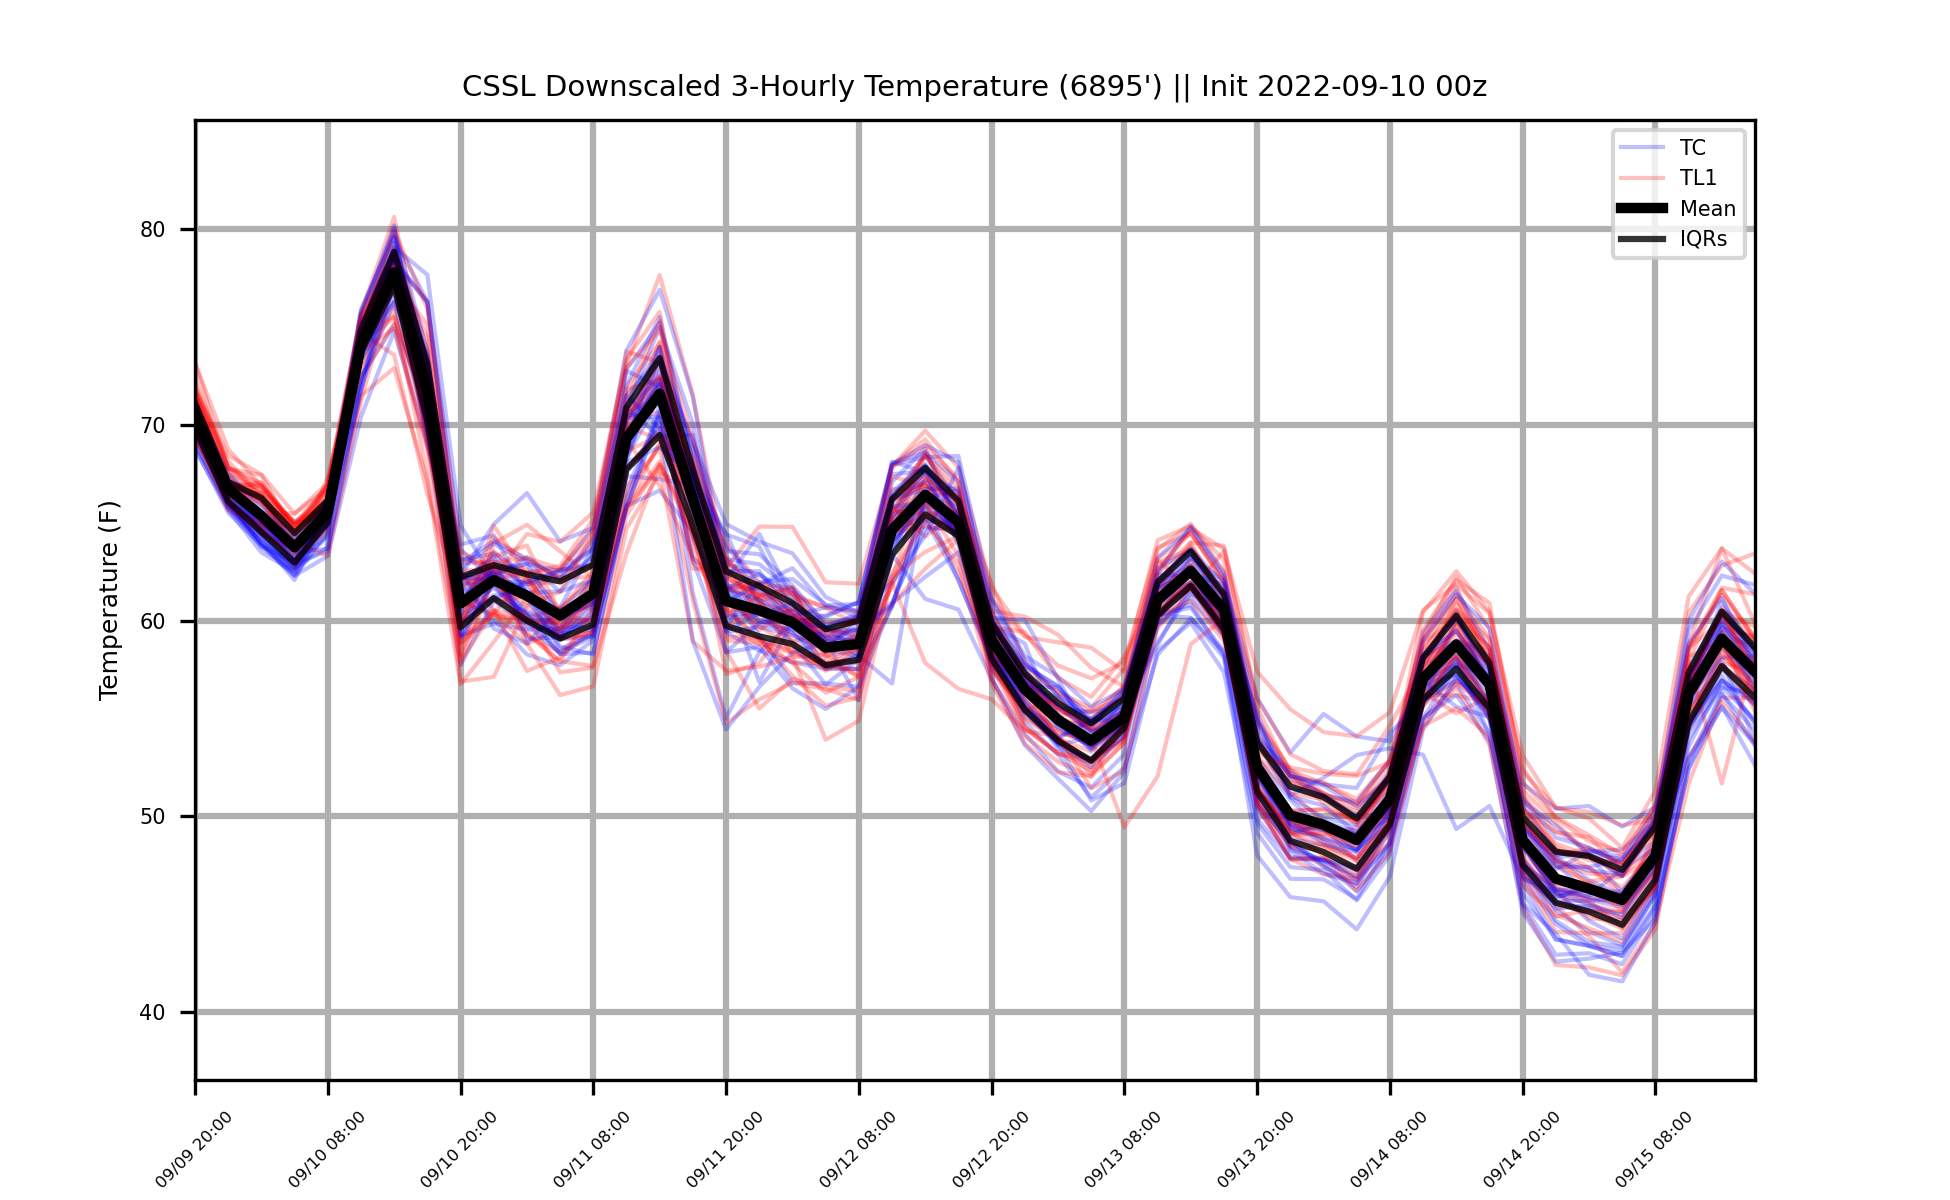 CSSL Downscaled 3-Hourly Temperature (6895') || Init 2022-09-10 00z
TC
TL1
Mean
IQRs
Temperature (F)
80
70
60
50
40
09/09 20:00
09/10 08:00
09/10 20:00
09/11 08:00
09/11 20:00
09/12 08:00
09/12 20:00
09/13 08:00
09/13 20:00
09/14 08:00
09/14 20:00
09/15 08:00